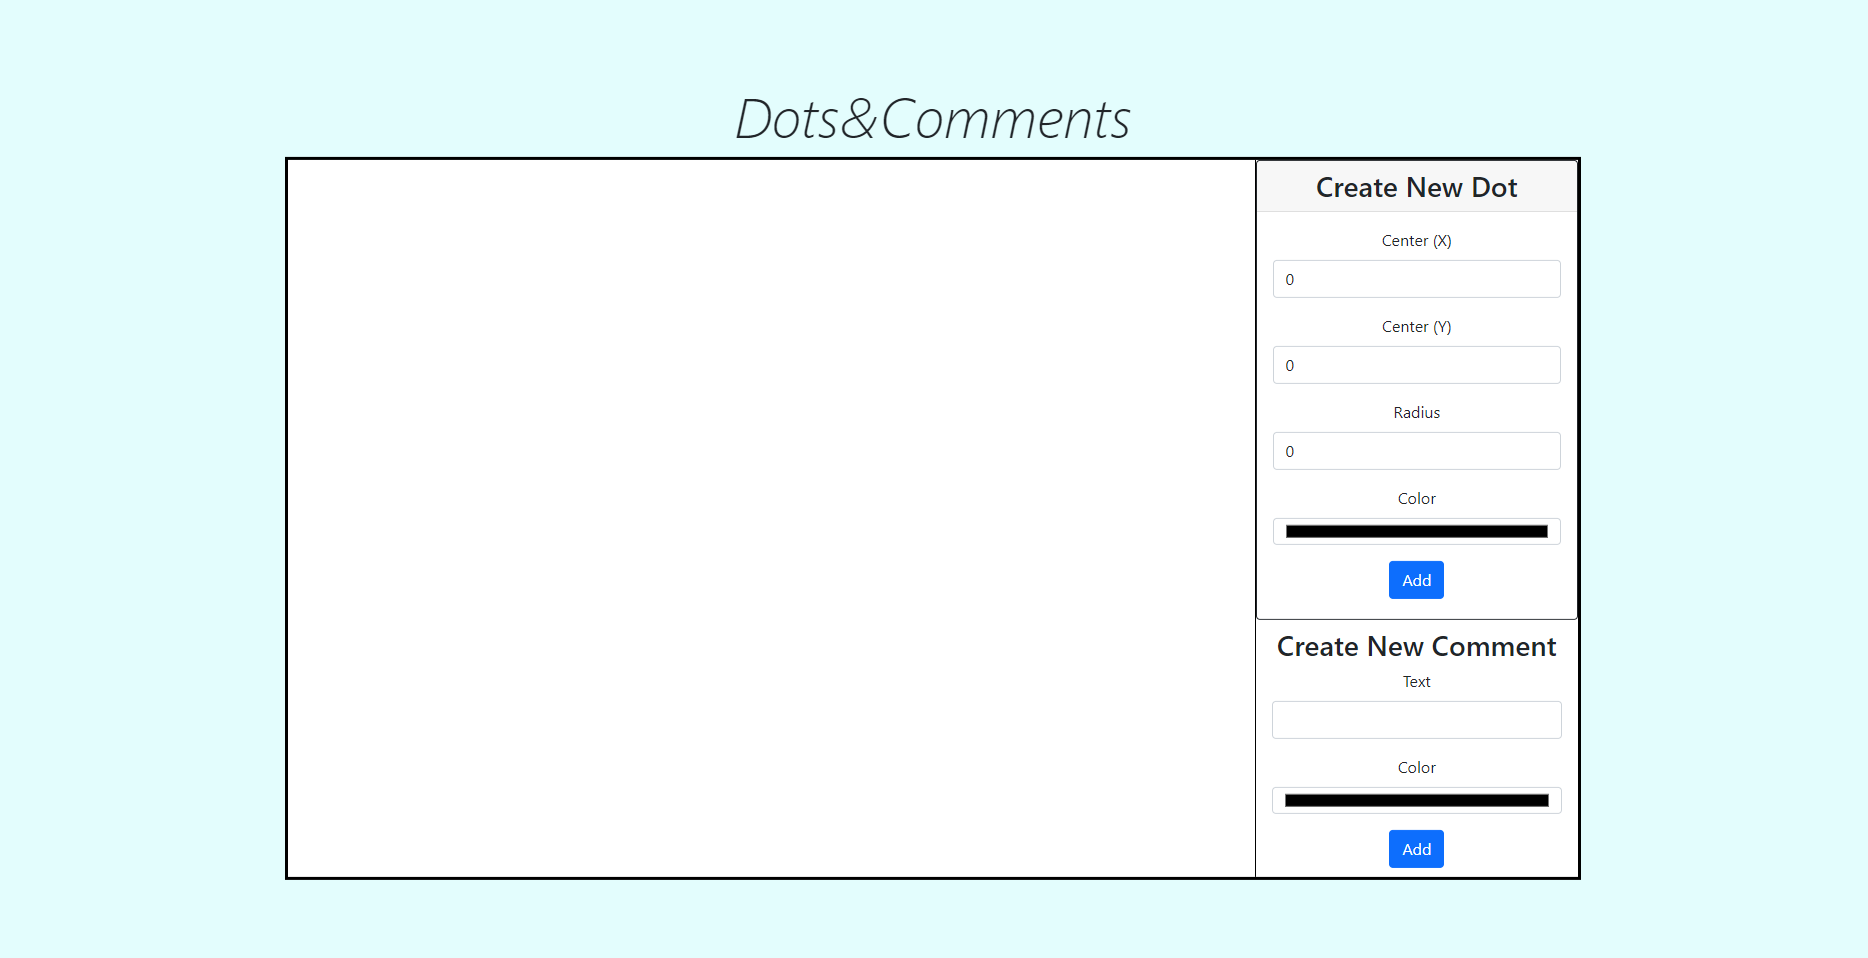 Dots&Comments
Create New Dot
Center (X)
0
Center (Y)
0
Radius
0
Color
Add
Create New Comment
Text
Color
Add